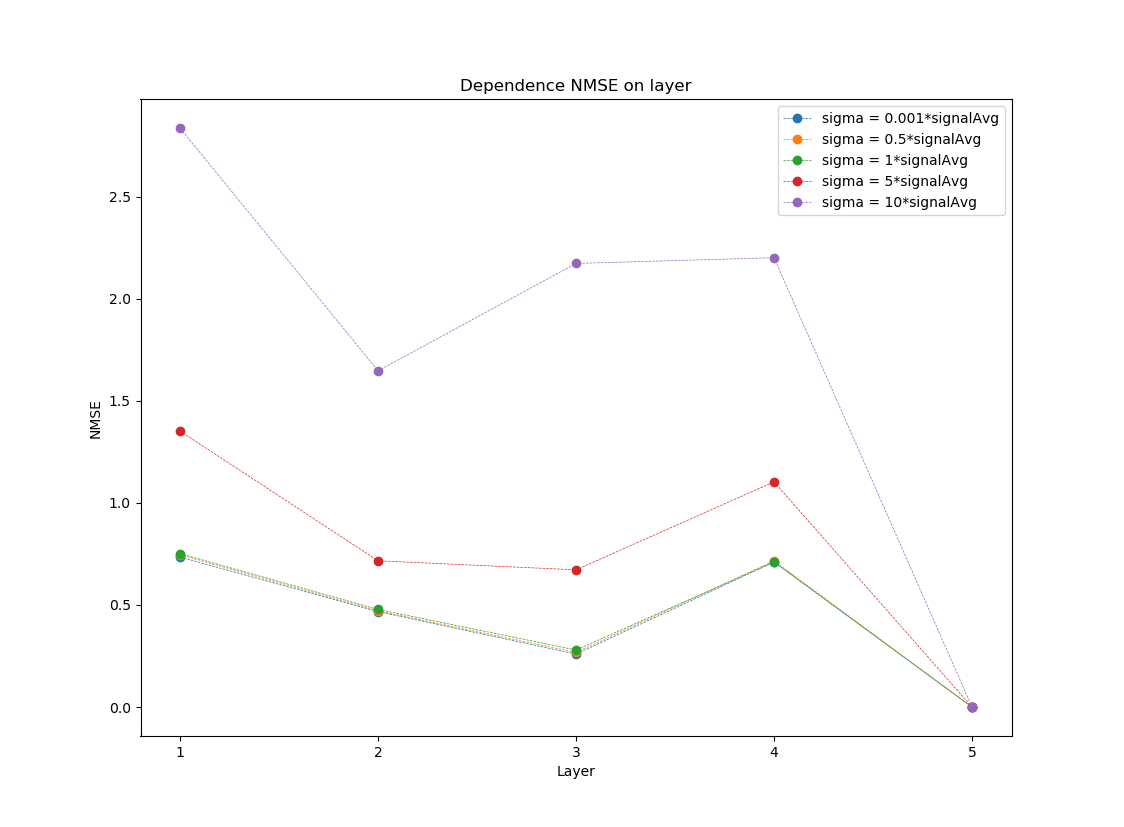 Dependence NMSE on layer
sigma = 0.001*signalAvg
sigma = 0.5*signalAvg
sigma = 1*signalAvg
sigma = 5*signalAvg
sigma = 10*signalAvg
2.5
2.0
1.5
1.0
0.5
0.0
NMSE
1 2 3 4 5
Layer